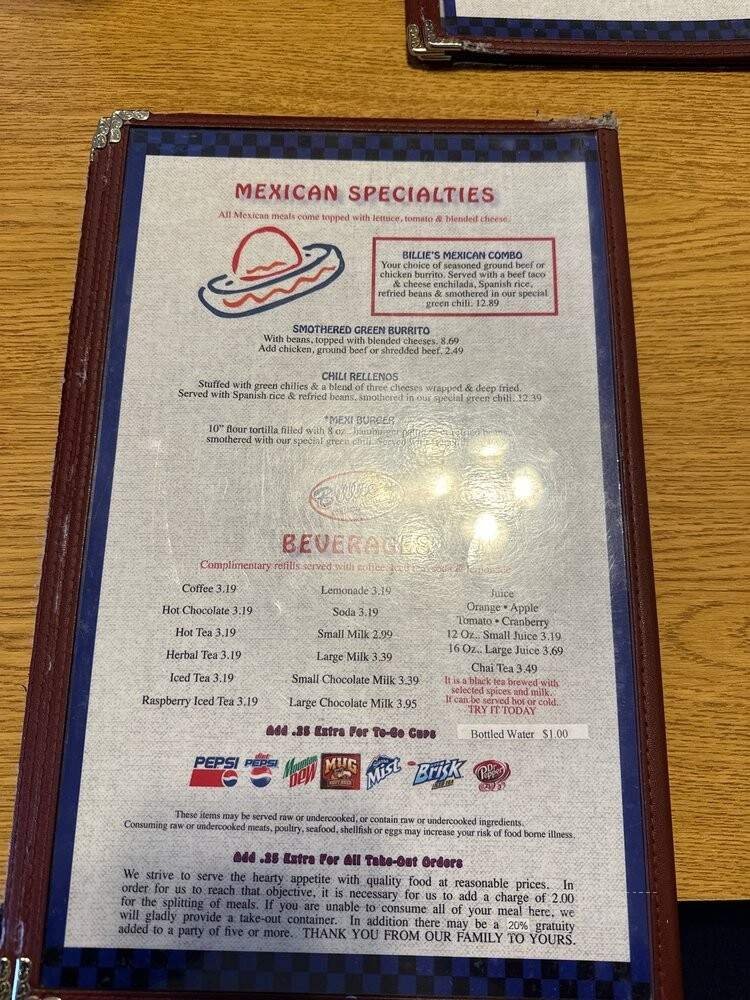 MEXICAN SPECIALTIES
All Mexican meals come topped with lettuce, tomato & blended cheese.
BILLIE'S MEXICAN COMBO
Your choice of seasoned ground beef or
chicken burrito. Served with a beef taco
& cheese enchilada, Spanish rice,
refried beans & smothered in our special
green chili. 12.89
SMOTHERED GREEN BURRITO
With beans, topped with blended cheeses. 8.69
Add chicken, ground beef or shredded beef. 2.49
CHILI RELLENOS
Stuffed with green chilies & a blend of three cheeses wrapped & deep fried.
Served with Spanish rice & refried beans, smothered in our special green chili. 12.39
*MEXI BURGER
10" flour tortilla filled with 8 oz. hamburger
smothered with our special green chili. Served
Billie's
BEVERAGES
Complimentary refills served with coffee, iced tea, soda & lemonade
Coffee 3.19
Hot Chocolate 3.19
Hot Tea 3.19
Herbal Tea 3.19
Iced Tea 3.19
Raspberry Iced Tea 3.19
Lemonade 3.19
Soda 3.19
Small Milk 2.99
Large Milk 3.39
Small Chocolate Milk 3.39
Large Chocolate Milk 3.95
Juice
Orange • Apple
Tomato • Cranberry
12 Oz.. Small Juice 3.19
16 Oz.. Large Juice 3.69
Chai Tea 3.49
It is a black tea brewed with
selected spices and milk.
It can be served hot or cold.
TRY IT TODAY
Add .25 Extra For To-Go Cups
Bottled Water $1.00
PEPSI
diet PEPSI
Mountain Dew
MUG
Mist
Brisk
Dr Pepper
These items may be served raw or undercooked, or contain raw or undercooked ingredients.
Consuming raw or undercooked meats, poultry, seafood, shellfish or eggs may increase your risk of food borne illness.
Add .25 Extra For All Take-Out Orders
We strive to serve the hearty appetite with quality food at reasonable prices. In
order for us to reach that objective, it is necessary for us to add a charge of 2.00
for the splitting of meals. If you are unable to consume all of your meal here, we
will gladly provide a take-out container. In addition there may be a 20% gratuity
added to a party of five or more. THANK YOU FROM OUR FAMILY TO YOURS.